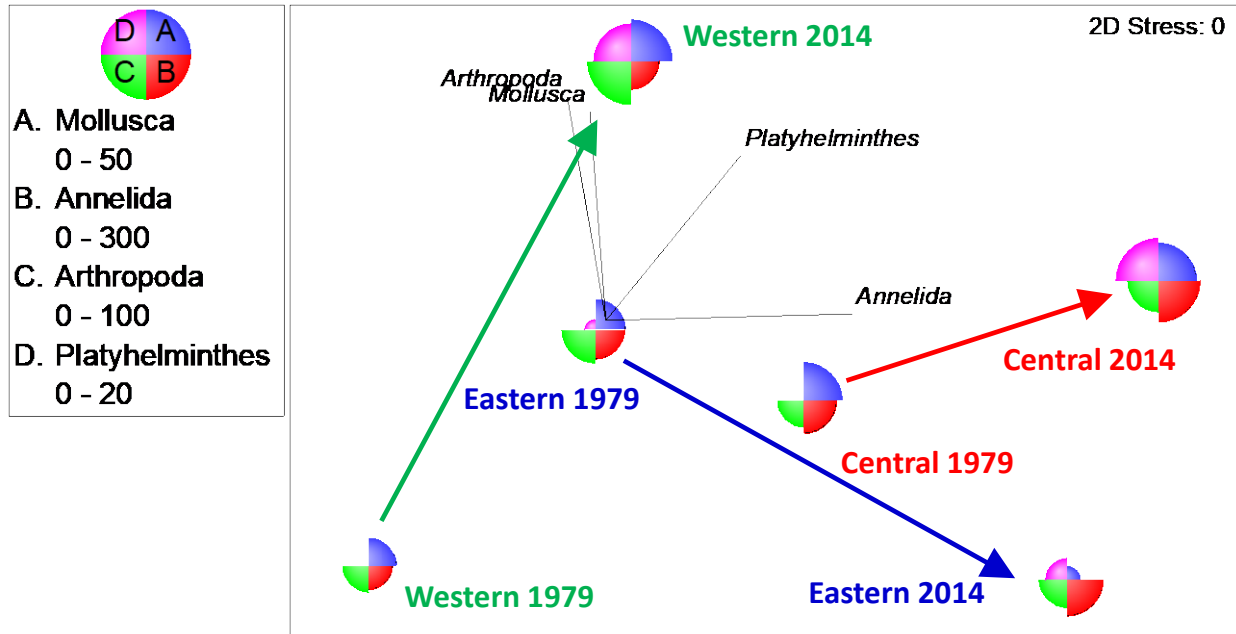 D A
C B
A. Mollusca
0 - 50
B. Annelida
0 - 300
C. Arthropoda
0 - 100
D. Platyhelminthes
0 - 20
Western 2014
2D Stress: 0
Arthropoda
Mollusca
Platyhelminthes
Annelida
Central 2014
Eastern 1979
Central 1979
Western 1979
Eastern 2014